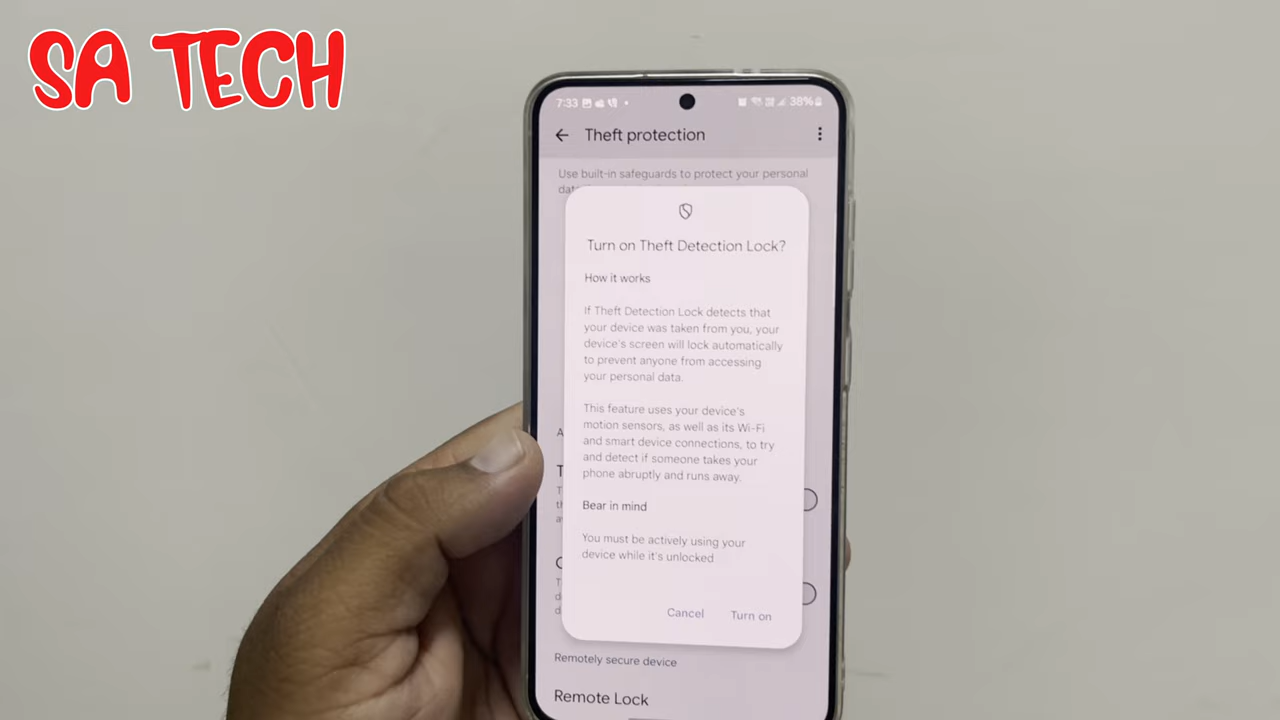 SA TECH
7:33
38%
Theft protection
Use built-in safeguards to protect your personal
Turn on Theft Detection Lock?
How it works
If Theft Detection Lock detects that
your device was taken from you, your
device's screen will lock automatically
to prevent anyone from accessing
your personal data.
This feature uses your device's
motion sensors, as well as its Wi-Fi
and smart device connections, to try
and detect if someone takes your
phone abruptly and runs away.
Bear in mind
You must be actively using your
device while it's unlocked
Cancel
Turn on
Remotely secure device
Remote Lock